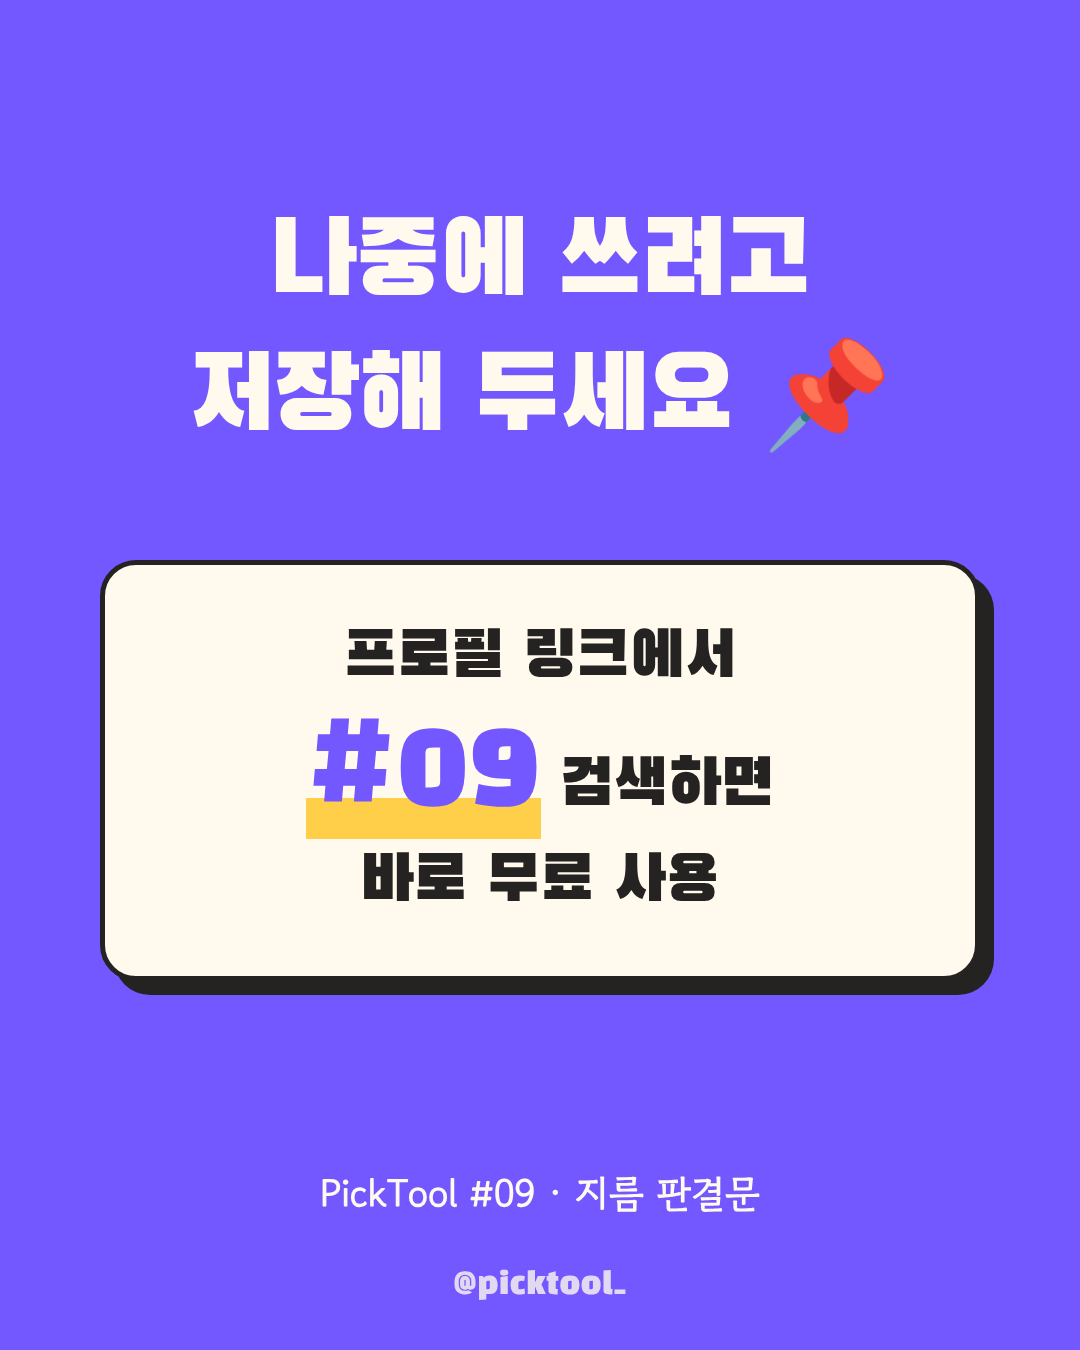 나중에 쓰려고
저장해 두세요 📌
프로필 링크에서
#09 검색하면
바로 무료 사용
PickTool #09 · 지름 판결문
@picktool_